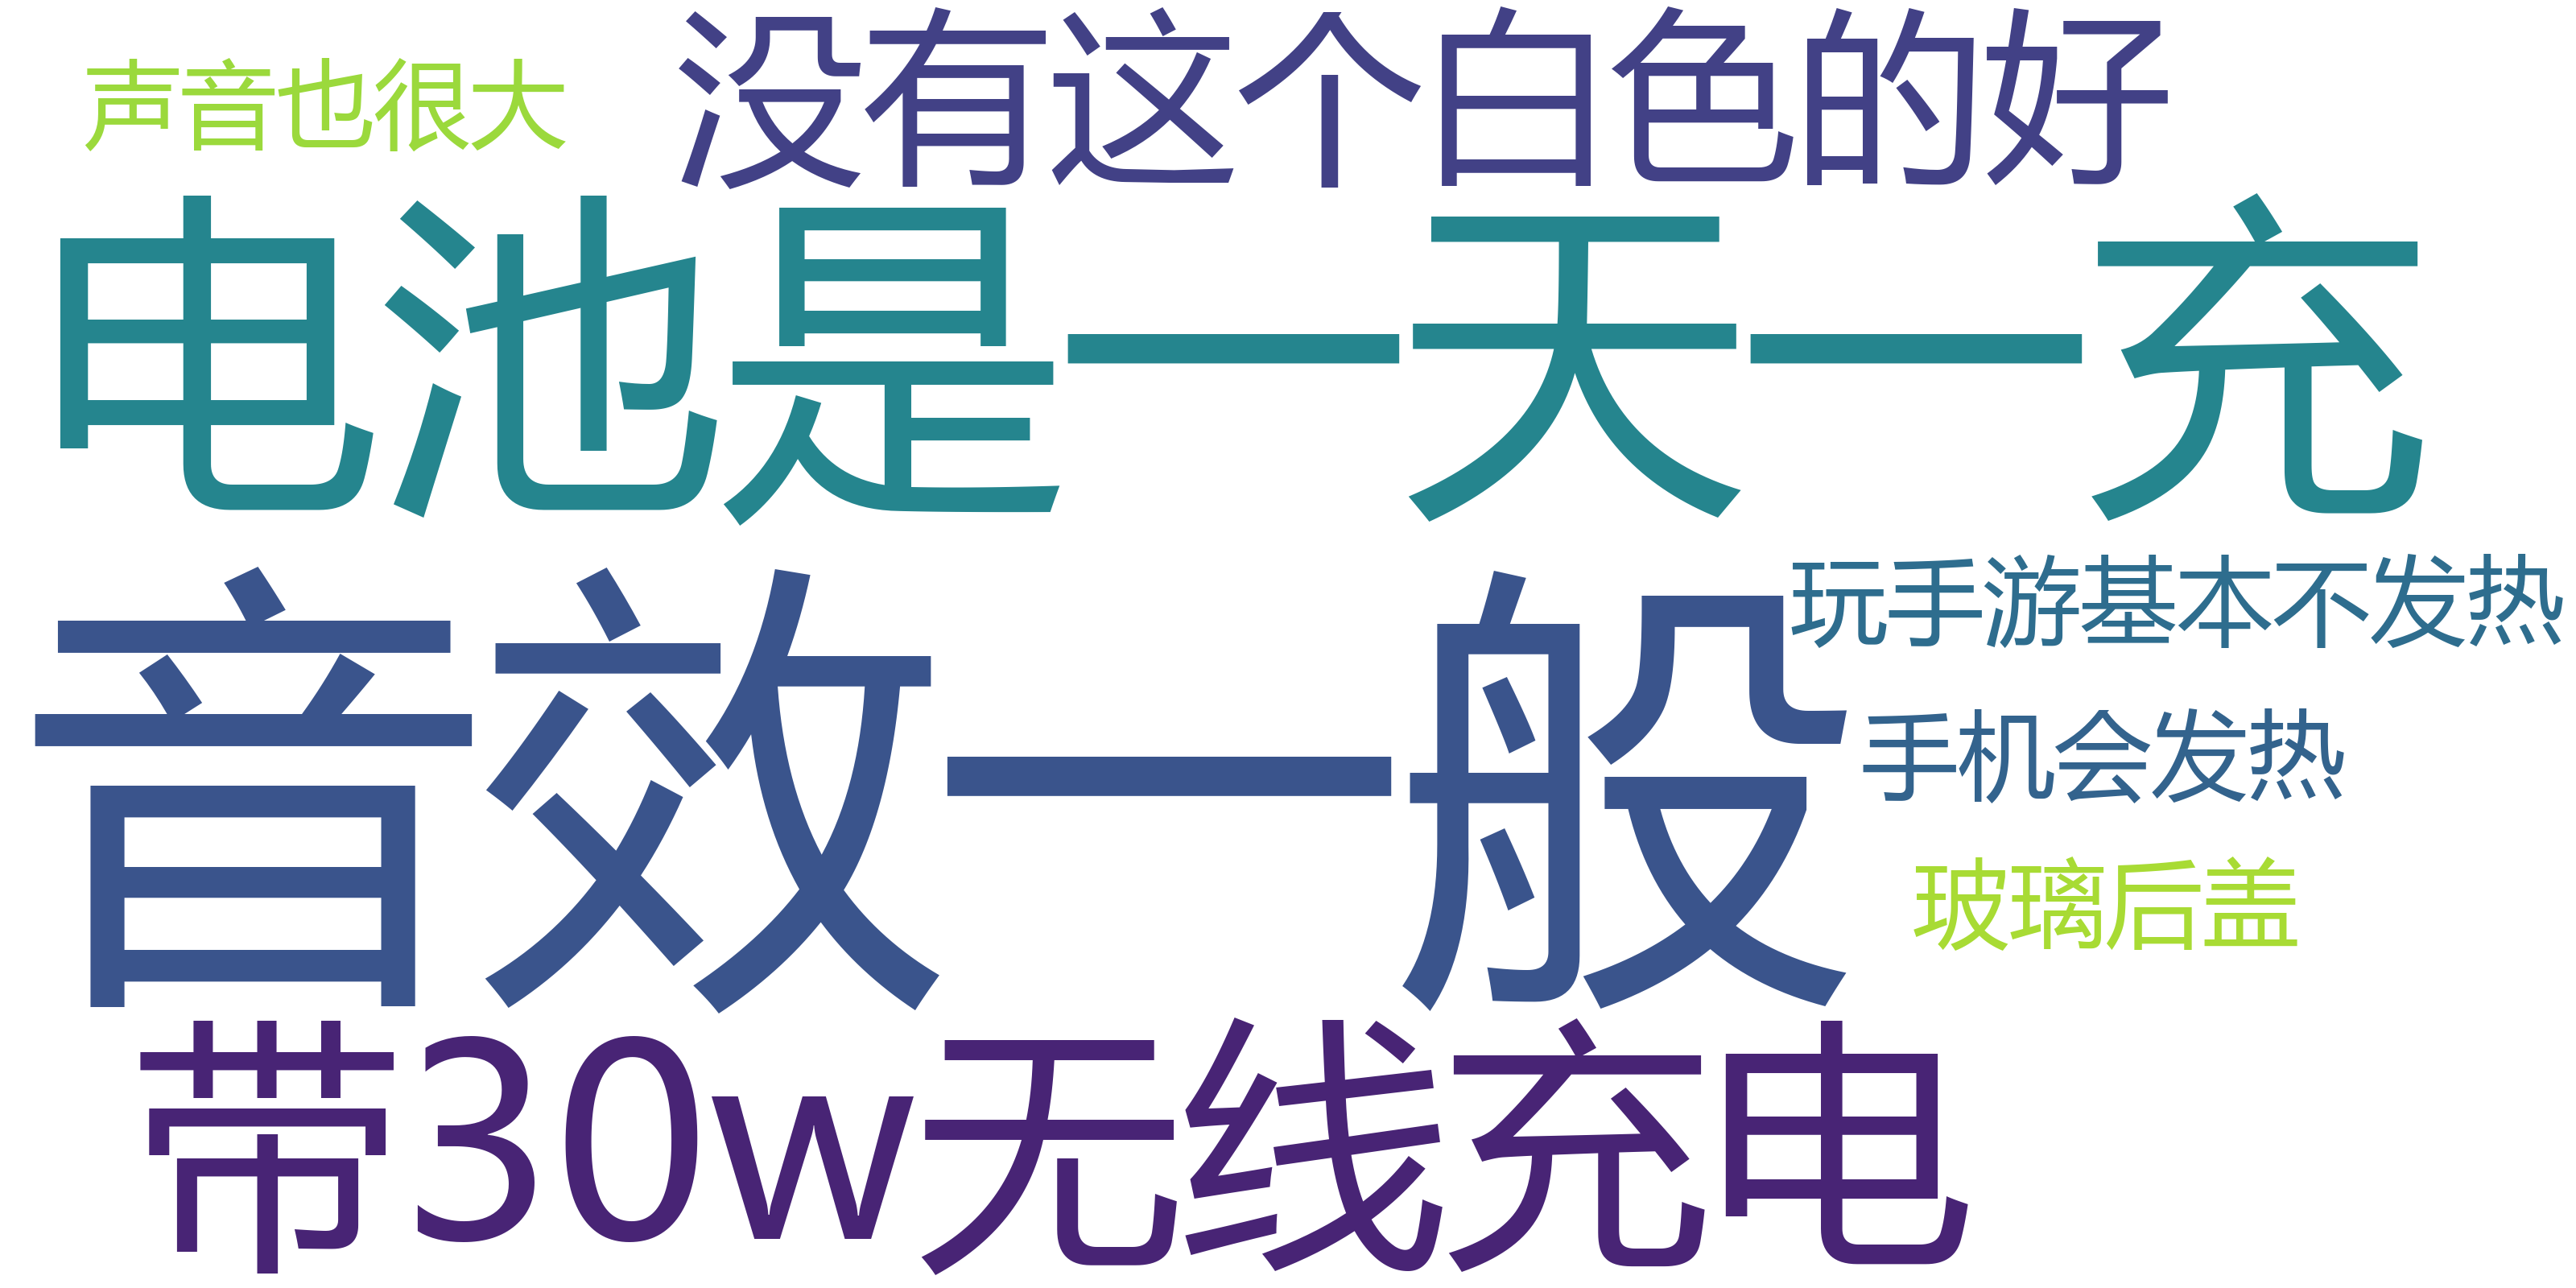 声音也很大
没有这个白色的好
电池是一天一充
音效一般
玩手游基本不发热
手机会发热
玻璃后盖
带30w无线充电